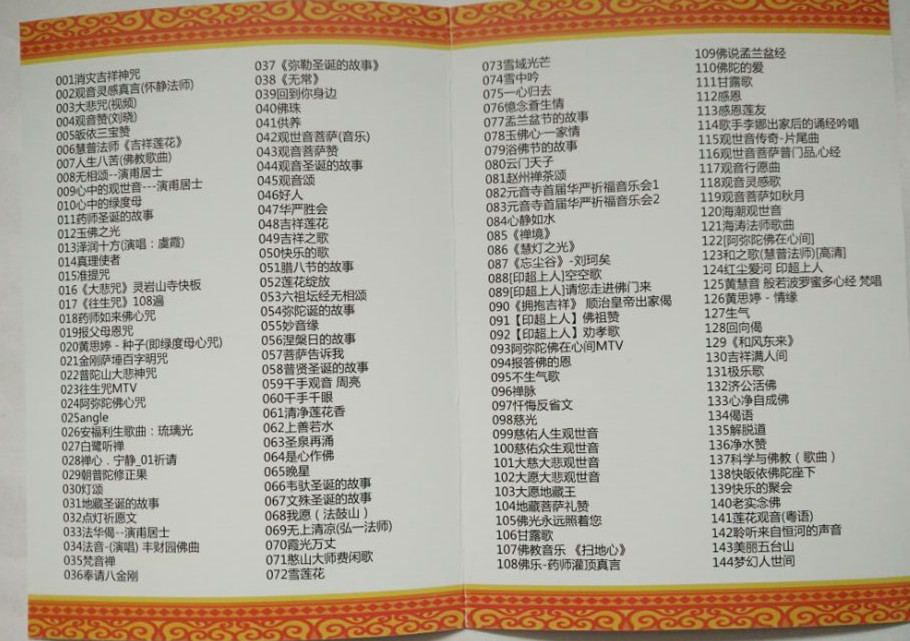 001消灾吉祥神咒
002观音灵感真言(怀静法师)
003大悲咒(视频)
004观音赞(刘晓)
005皈依三宝赞
006慧普法师《吉祥莲花》
007人生八苦(佛教歌曲)
008无相颂--演甫居士
009心中的观世音---演甫居士
010心中的绿度母
011药师圣诞的故事
012玉佛之光
013泽润十方(演唱：虞霞)
014真理使者
015准提咒
016《大悲咒》灵岩山寺快板
017《往生咒》108遍
018药师如来佛心咒
019报父母恩咒
020黄思婷－种子(即绿度母心咒)
021金刚萨埵百字明咒
022普陀山大悲神咒
023往生咒MTV
024阿弥陀佛心咒
025angle
026安福利生歌曲：琉璃光
027白鹭听禅
028禅心．宁静_01祈请
029朝普陀修正果
030灯颂
031地藏圣诞的故事
032点灯祈愿文
033法华偈--演甫居士
034法音-(演唱) 丰财园佛曲
035梵音禅
036奉请八金刚
037《弥勒圣诞的故事》
038《无常》
039回到你身边
040佛珠
041供养
042观世音菩萨(音乐)
043观音菩萨赞
044观音圣诞的故事
045观音颂
046好人
047华严胜会
048吉祥莲花
049吉祥之歌
050快乐的歌
051腊八节的故事
052莲花绽放
053六祖坛经无相颂
054弥陀诞的故事
055妙音缘
056涅槃日的故事
057菩萨告诉我
058普贤圣诞的故事
059千手观音 周亮
060千手千眼
061清净莲花香
062上善若水
063圣泉再涌
064是心作佛
065晚星
066韦驮圣诞的故事
067文殊圣诞的故事
068我愿（法鼓山）
069无上清凉(弘一法师)
070霞光万丈
071憨山大师费闲歌
072雪莲花
073雪域光芒
074雪中吟
075一心归去
076憶念蒼生情
077盂兰盆节的故事
078玉佛心一家情
079浴佛节的故事
080云门天子
081赵州禅茶颂
082元音寺首届华严祈福音乐会1
083元音寺首届华严祈福音乐会2
084心静如水
085《禅境》
086《慧灯之光》
087《忘尘谷》-刘珂矣
088[印超上人]空空歌
089[印超上人]请您走进佛门来
090《拥抱吉祥》 顺治皇帝出家偈
091【印超上人】佛祖赞
092【印超上人】劝孝歌
093阿弥陀佛在心间MTV
094报答佛的恩
095不生气歌
096禅脉
097忏悔反省文
098慈光
099慈佑人生观世音
100慈佑众生观世音
101大慈大悲观世音
102大愿大悲观世音
103大愿地藏王
104地藏菩萨礼赞
105佛光永远照着您
106甘露歌
107佛教音乐 《扫地心》
108佛乐-药师灌顶真言
109佛说孟兰盆经
110佛陀的爱
111甘露歌
112感恩
113感恩莲友
114歌手李娜出家后的诵经吟唱
115观世音传奇-片尾曲
116观世音菩萨普门品,心经
117观音行愿曲
118观音灵感歌
119观音菩萨如秋月
120海潮观世音
121海涛法师歌曲
122[阿弥陀佛在心间]
123和之歌(慧普法师)[高清]
124红尘爱河 印超上人
125黄慧音 般若波罗蜜多心经 梵唱
126黄思婷－情缘
127生气
128回向偈
129《和风东来》
130吉祥满人间
131极乐歌
132济公活佛
133心净自成佛
134偈语
135解脱道
136净水赞
137科学与佛教（歌曲）
138快皈依佛陀座下
139快乐的聚会
140老实念佛
141莲花观音(粤语)
142聆听来自恒河的声音
143美丽五台山
144梦幻人世间